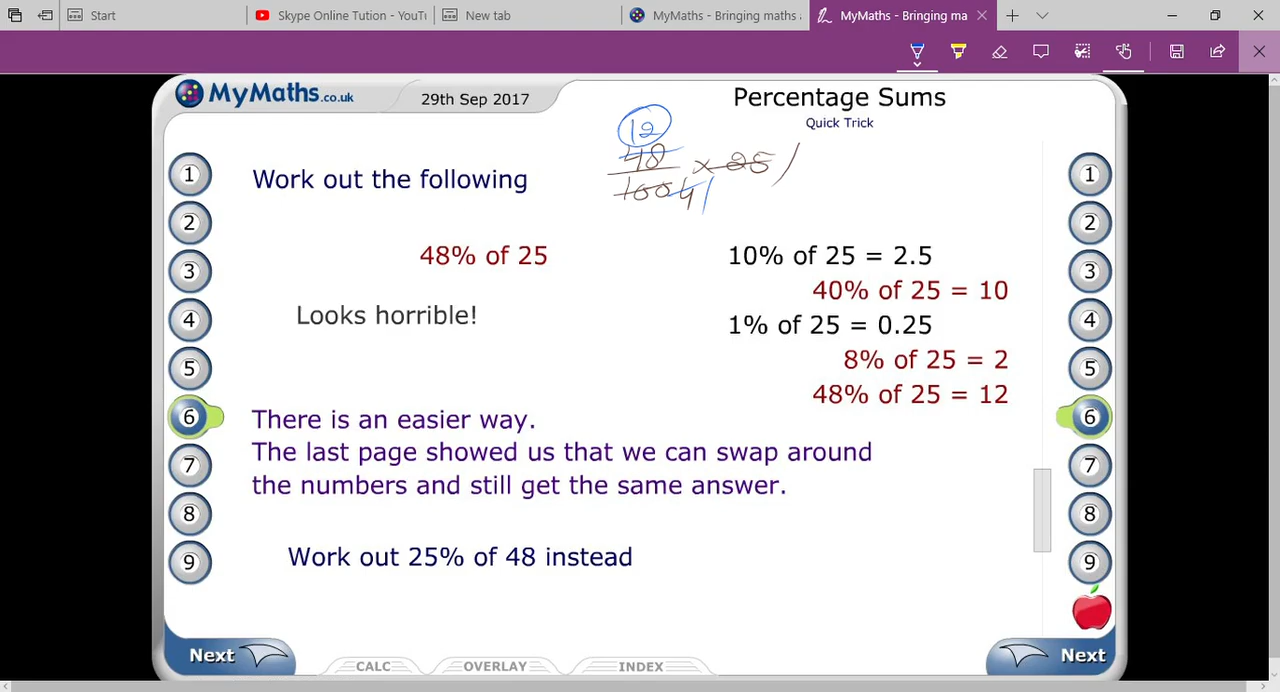 Start
Skype Online Tution - YouTu
New tab
MyMaths - Bringing maths a
MyMaths - Bringing ma
MyMaths.co.uk
29th Sep 2017
Percentage Sums
Quick Trick
12
48
× 25
100 4
Work out the following
48% of 25
Looks horrible!
10% of 25 = 2.5
40% of 25 = 10
1% of 25 = 0.25
8% of 25 = 2
48% of 25 = 12
There is an easier way.
The last page showed us that we can swap around
the numbers and still get the same answer.
Work out 25% of 48 instead
1
2
3
4
5
6
7
8
9
1
2
3
4
5
6
7
8
9
Next
CALC
OVERLAY
INDEX
Next